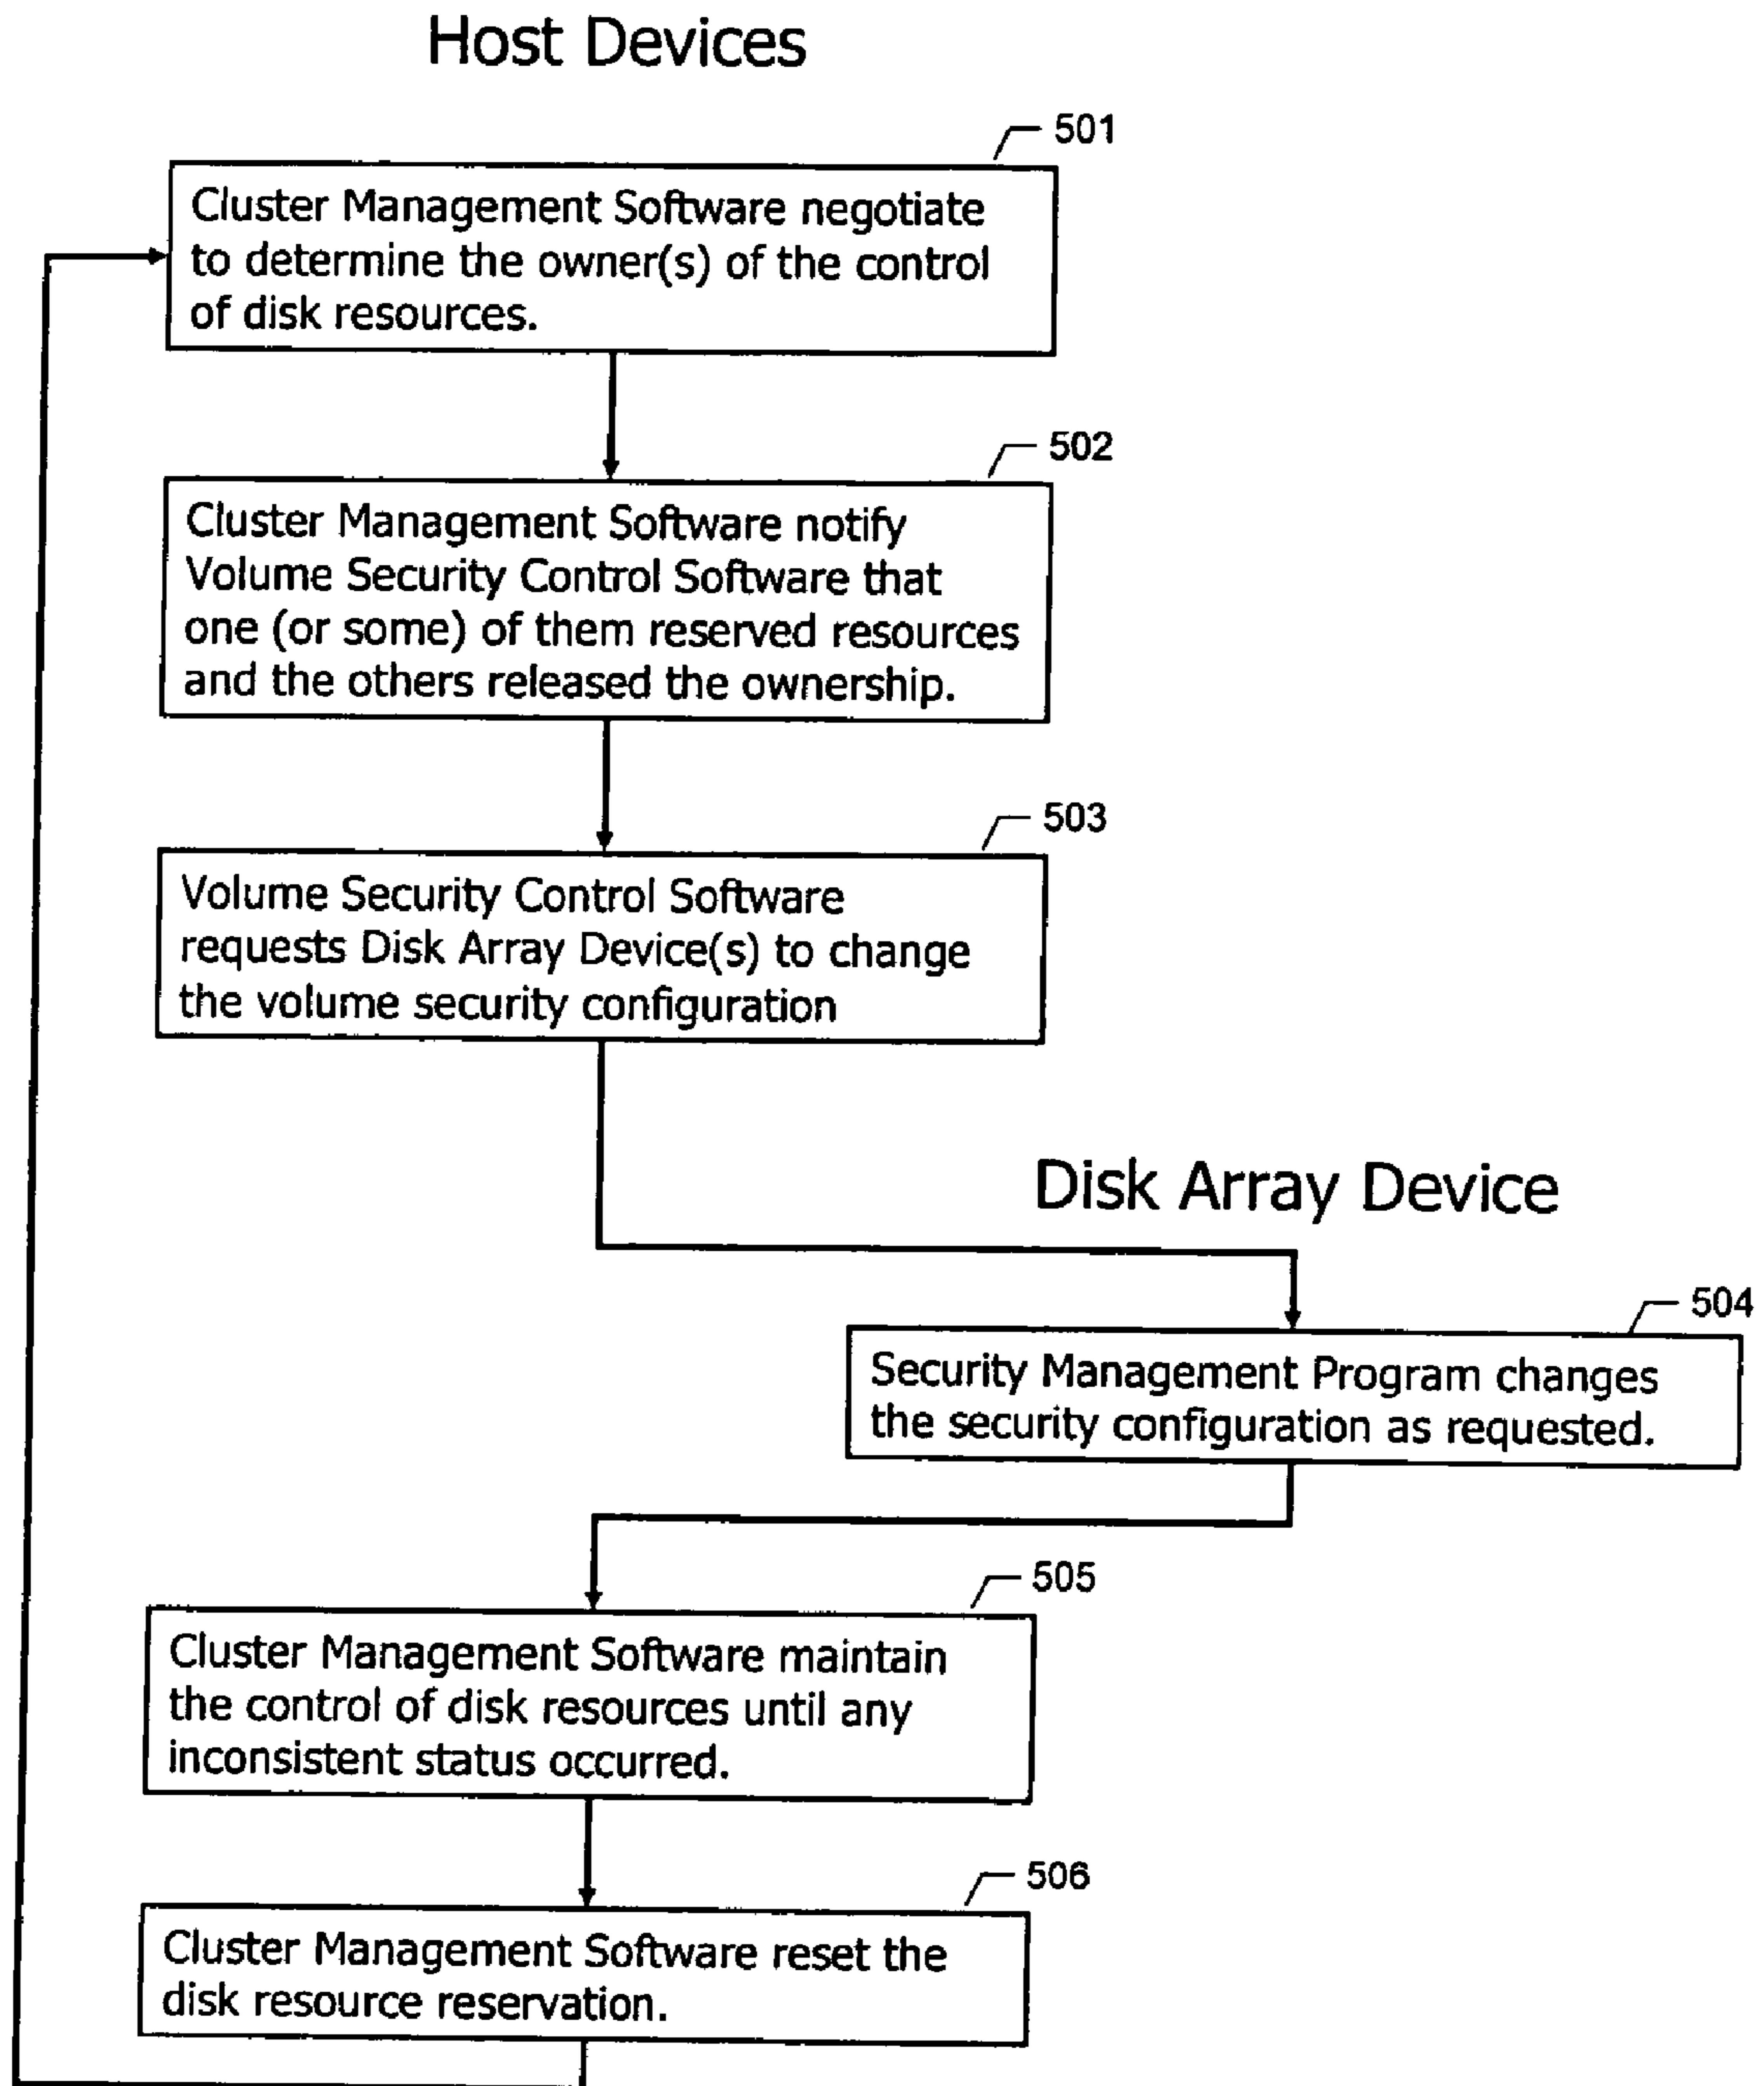 Host Devices
501
Cluster Management Software negotiate
to determine the owner(s) of the control
of disk resources.
502
Cluster Management Software notify
Volume Security Control Software that
one (or some) of them reserved resources
and the others released the ownership.
503
Volume Security Control Software
requests Disk Array Device(s) to change
the volume security configuration
Disk Array Device
504
Security Management Program changes
the security configuration as requested.
505
Cluster Management Software maintain
the control of disk resources until any
inconsistent status occurred.
506
Cluster Management Software reset the
disk resource reservation.